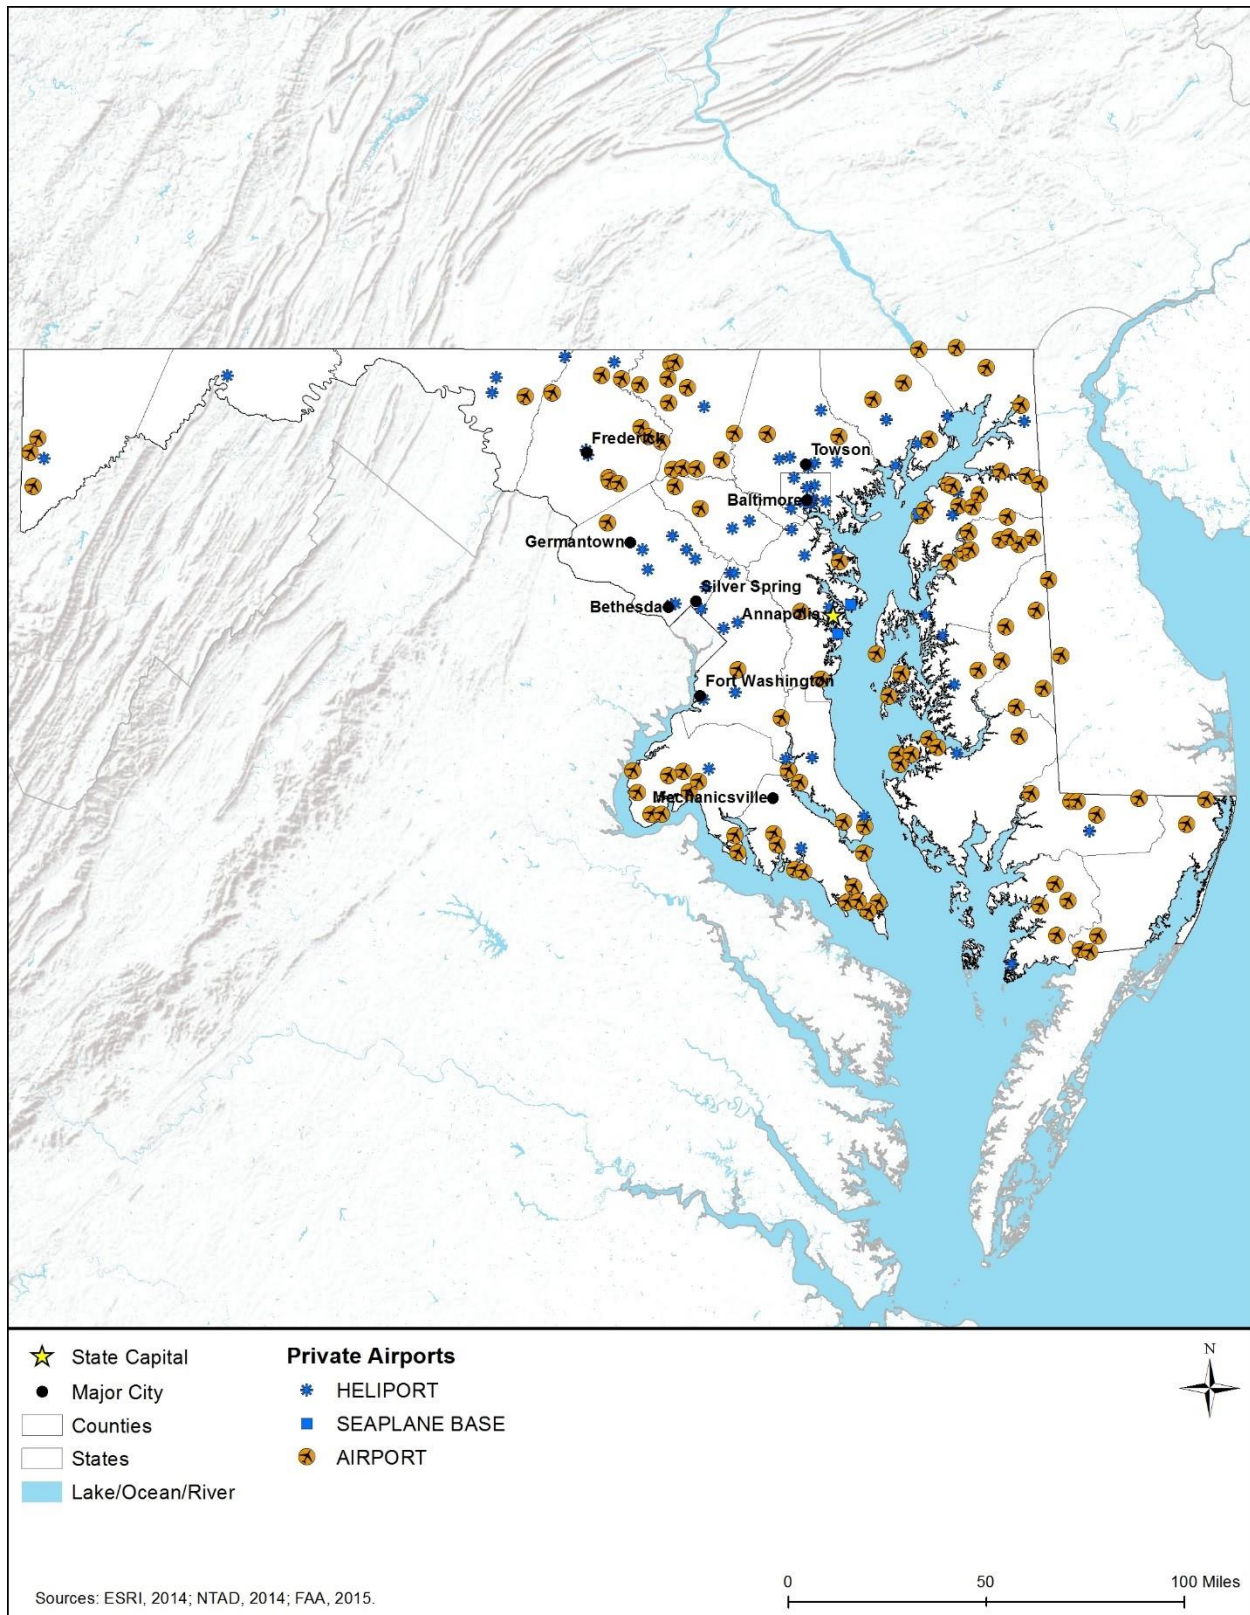 Frederick
Towson
Baltimore
Germantown
Silver Spring
Bethesda
Annapolis
Fort Washington
Mechanicsville
State Capital
Major City
Counties
States
Lake/Ocean/River
Private Airports
HELIPORT
SEAPLANE BASE
AIRPORT
N
Sources: ESRI, 2014; NTAD, 2014; FAA, 2015.
0 50 100 Miles